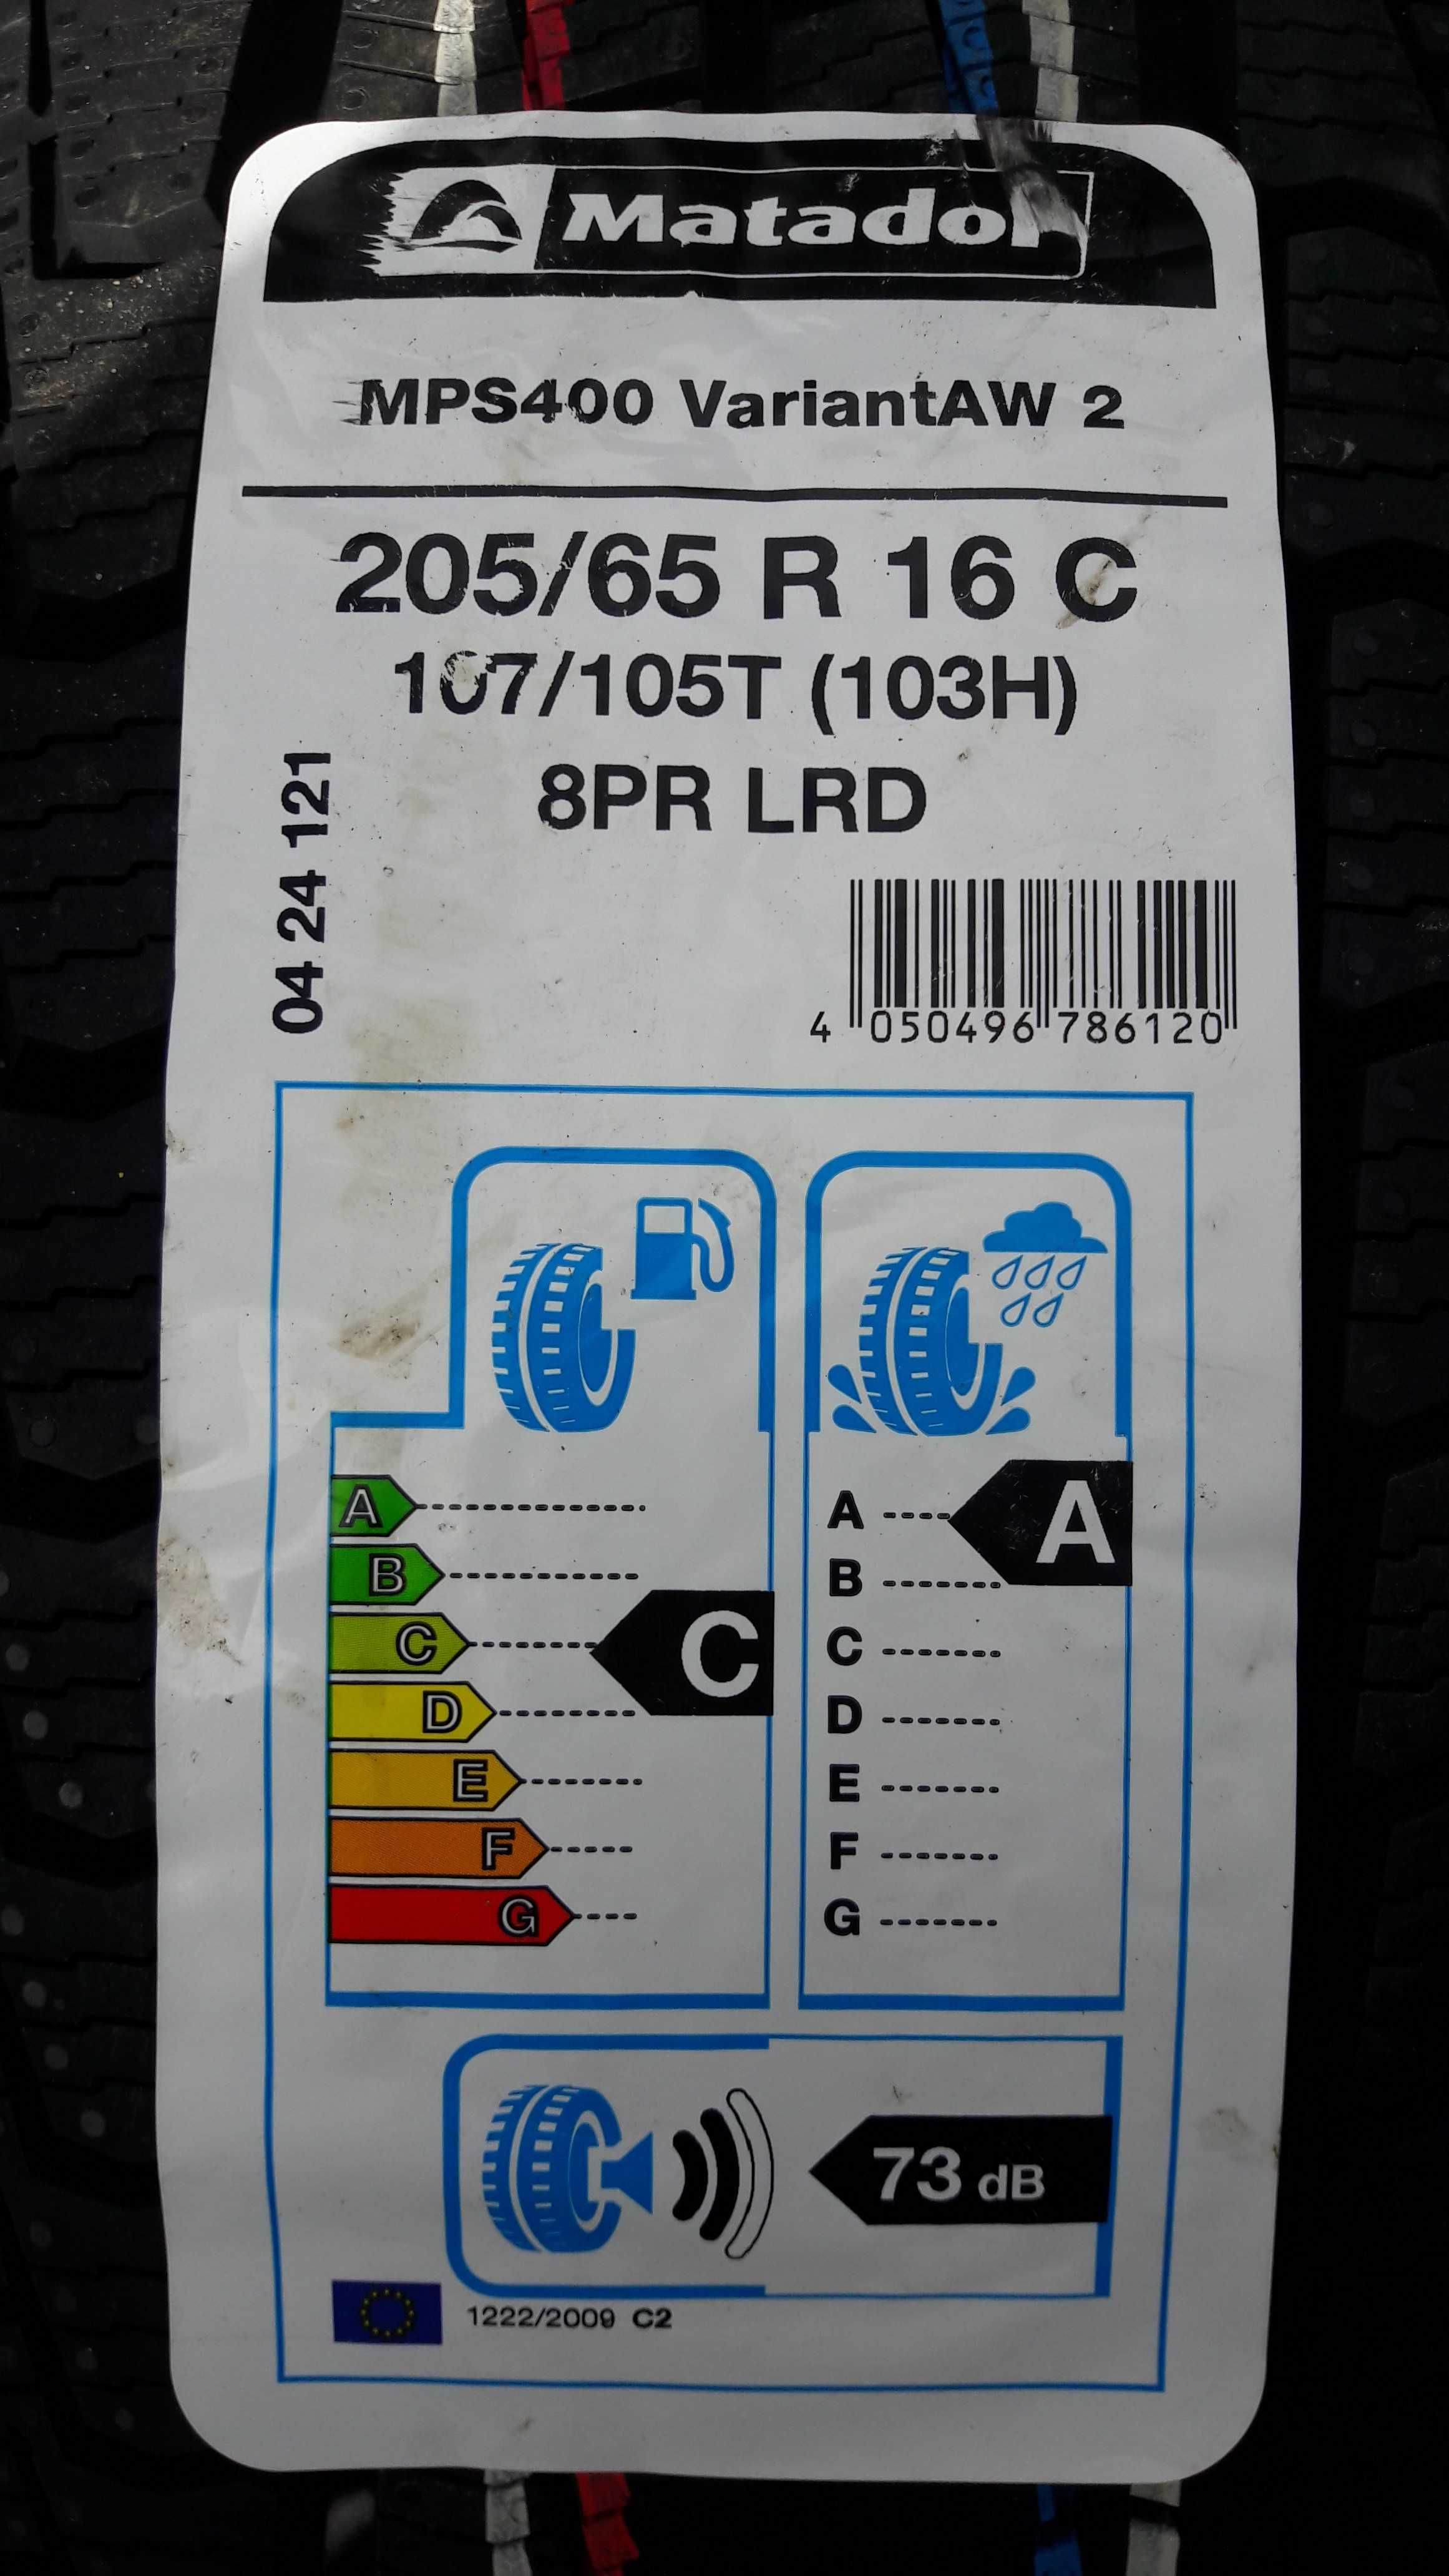 Matador
MPS400 VariantAW 2
205/65 R 16 C
107/105T (103H)
8PR LRD
04 24 121
4 050496 786120
A
B
C
D
E
F
G
C
A
B
C
D
E
F
G
A
73 dB
1222/2009 C2